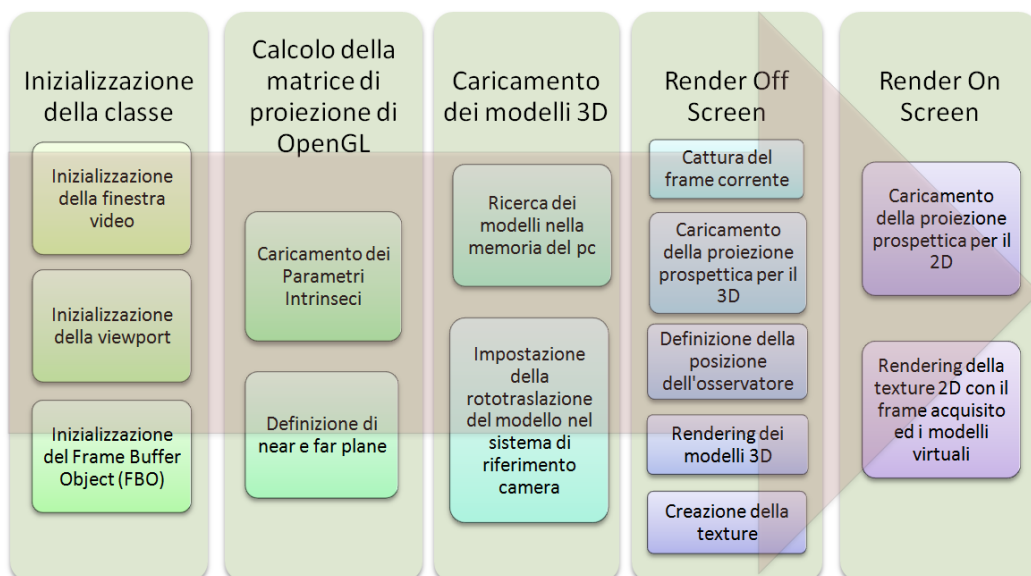 Inizializzazione
della classe
Inizializzazione
della finestra
video
Inizializzazione
della viewport
Inizializzazione
del Frame Buffer
Object (FBO)
Calcolo della
matrice di
proiezione di
OpenGL
Caricamento dei
Parametri
Intrinseci
Definizione di
near e far plane
Caricamento
dei modelli 3D
Ricerca dei
modelli nella
memoria del pc
Impostazione
della
rototraslazione
del modello nel
sistema di
riferimento
camera
Render Off
Screen
Cattura del
frame corrente
Caricamento
della proiezione
prospettica per il
3D
Definizione della
posizione
dell'osservatore
Rendering dei
modelli 3D
Creazione della
texture
Render On
Screen
Caricamento
della proiezione
prospettica per
il 2D
Rendering della
texture 2D con il
frame acquisito
ed i modelli
virtuali